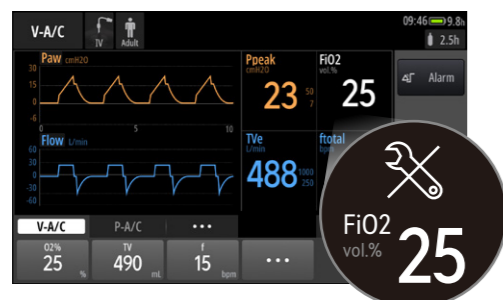 V-A/C
IV
Adult
09:46 9.8h
2.5h
Paw cmH2O
30
15
0
-6
0 5 10
Ppeak
cmH2O
23
50
7
FiO2
vol.%
25
Alarm
Flow L/min
60
30
0
-30
-60
TVe
L/min
488
1000
250
ftotal
bpm
FiO2
vol.%
25
V-A/C P-A/C •••
O2%
25
%
TV
490
mL
f
15
bpm
•••